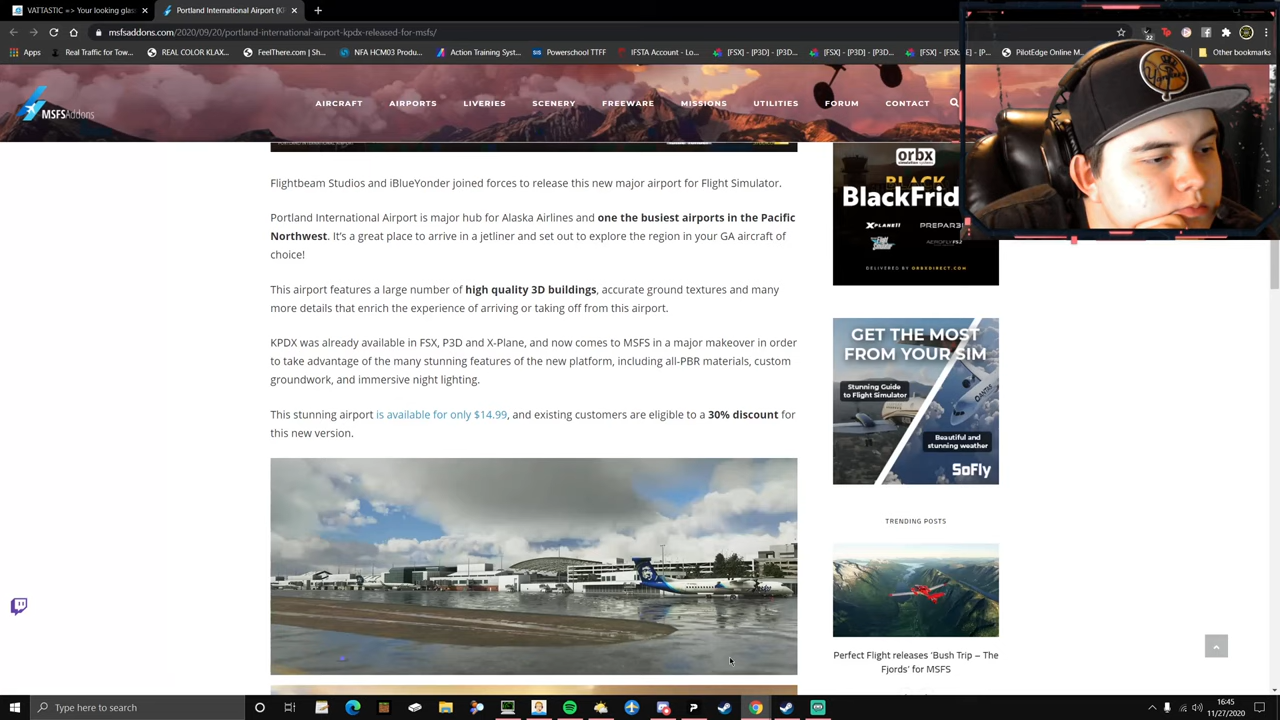 VATTASTIC => Your looking glas
Portland International Airport (K
msfsaddons.com/2020/09/20/portland-international-airport-kpdx-released-for-msfs/
Apps
Real Traffic for Tow...
REAL COLOR KLAX...
FeelThere.com | Sh...
NFA HCM03 Produ...
Learning Manageme...
Powerschool TTFF
IFSTA Account - Lo...
[FSX] - [P3D] - [P3D...
[FSX] - [P3D] - [P3D...
PilotEdge Online M...
Other bookmarks
22
MSFSAddons
AIRCRAFT
AIRPORTS
LIVERIES
SCENERY
FREEWARE
MISSIONS
UTILITIES
FORUM
CONTACT
Flightbeam Studios and iBlueYonder joined forces to release this new major airport for Flight Simulator.
Portland International Airport is major hub for Alaska Airlines and one the busiest airports in the Pacific
Northwest. It's a great place to arrive in a jetliner and set out to explore the region in your GA aircraft of
choice!
This airport features a large number of high quality 3D buildings, accurate ground textures and many
more details that enrich the experience of arriving or taking off from this airport.
KPDX was already available in FSX, P3D and X-Plane, and now comes to MSFS in a major makeover in order
to take advantage of the many stunning features of the new platform, including all-PBR materials, custom
groundwork, and immersive night lighting.
This stunning airport is available for only $14.99, and existing customers are eligible to a 30% discount for
this new version.
orbx
BLACK
BlackFrid
XPLANE11
PREPAR3
AEROFLYFS2
DELIVERED BY ORBXDIRECT.COM
GET THE MOST
FROM YOUR SIM
Stunning Guide
to Flight Simulator
Beautiful and
stunning weather
SoFly
TRENDING POSTS
Perfect Flight releases 'Bush Trip – The
Fjords' for MSFS
Type here to search
16:45
11/27/2020